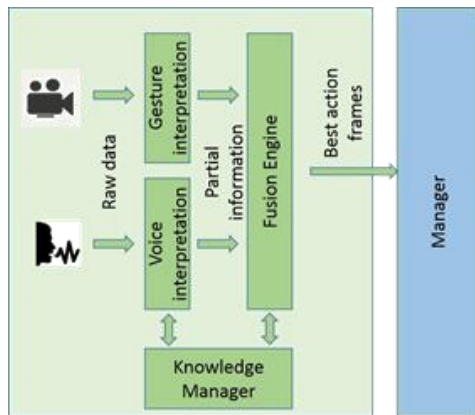 Raw data
Gesture
interpretation
Voice
interpretation
Partial
information
Fusion Engine
Best action
frames
Manager
Knowledge
Manager